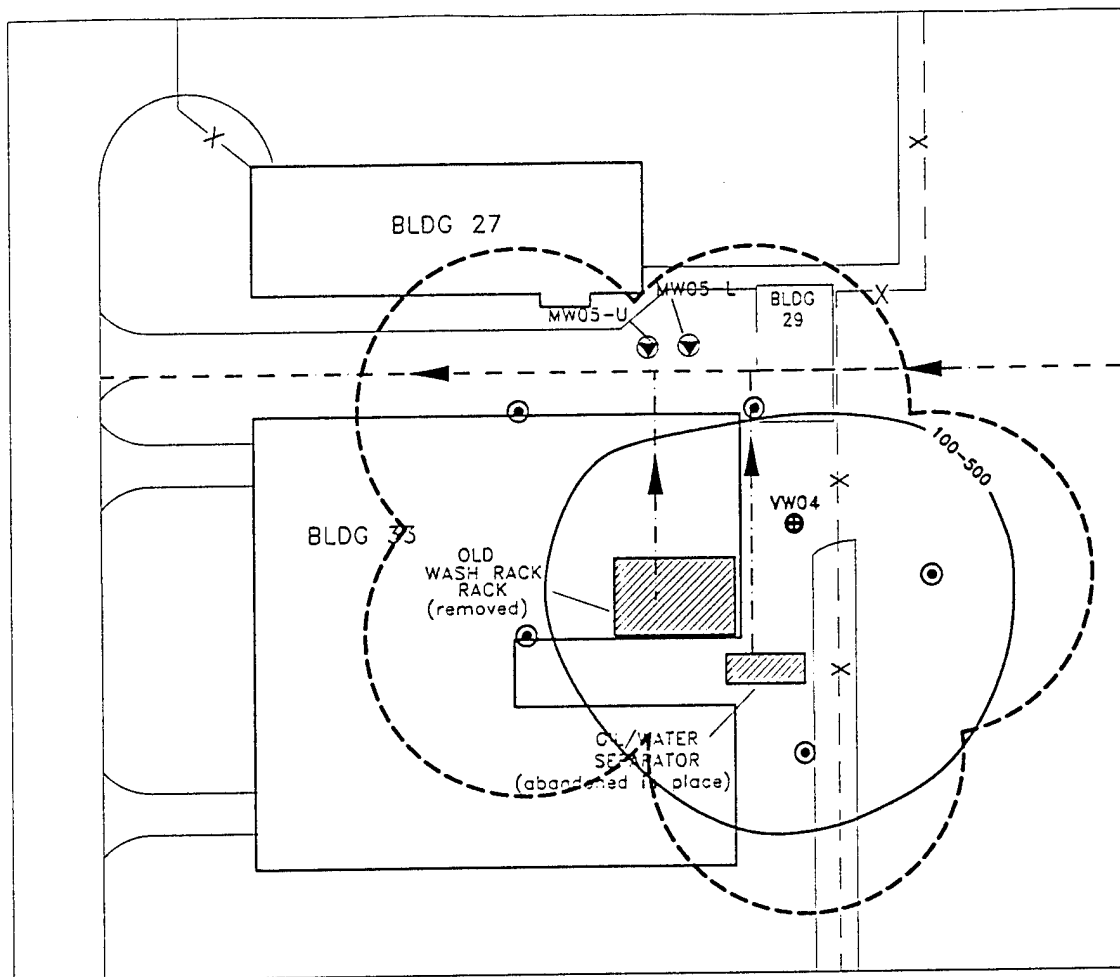 BLDG 27
MW05-U
MW05-L
BLDG
29
100-500
VW04
BLDG 33
OLD
WASH RACK
RACK
(removed)
OIL/WATER
SEPARATOR
(abandoned in place)